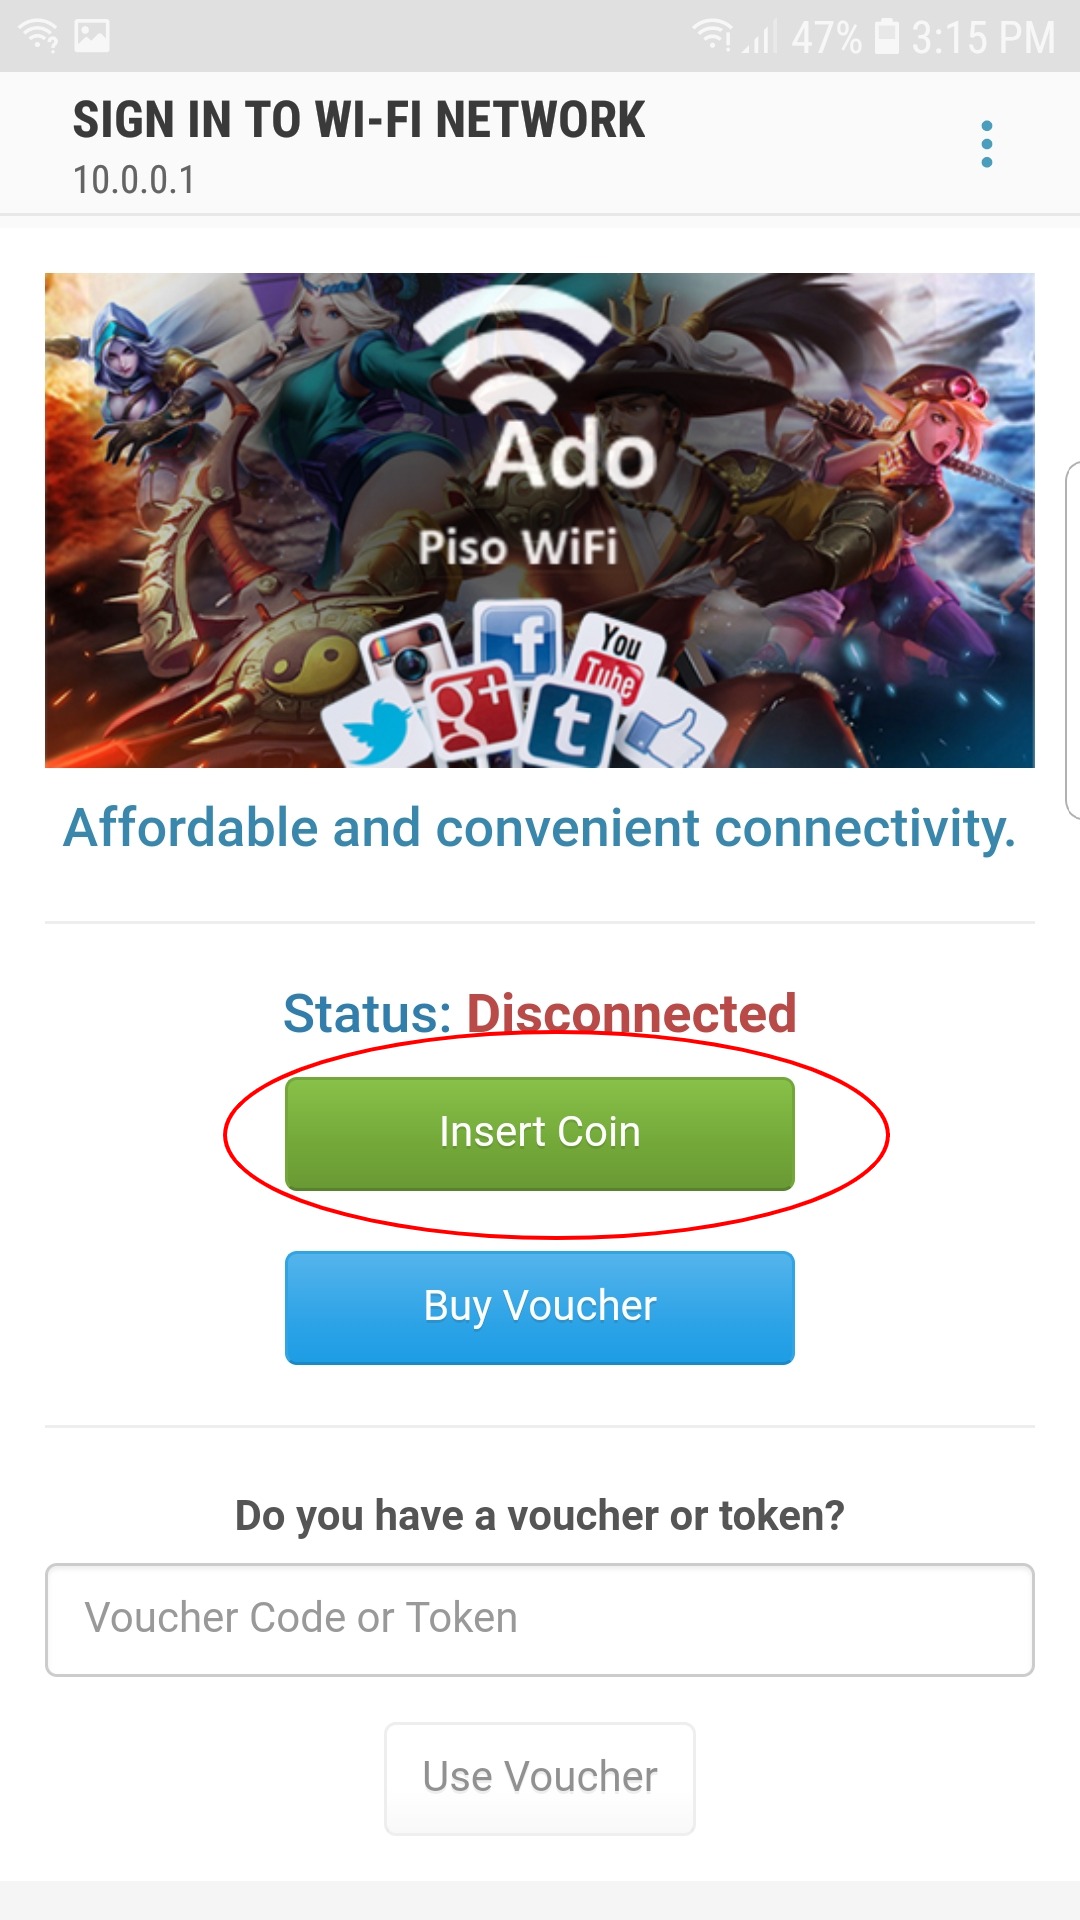 47% 3:15 PM
SIGN IN TO WI-FI NETWORK
10.0.0.1
Ado
Piso WiFi
f
You
Tube
g+
t
Affordable and convenient connectivity.
Status: Disconnected
Insert Coin
Buy Voucher
Do you have a voucher or token?
Voucher Code or Token
Use Voucher